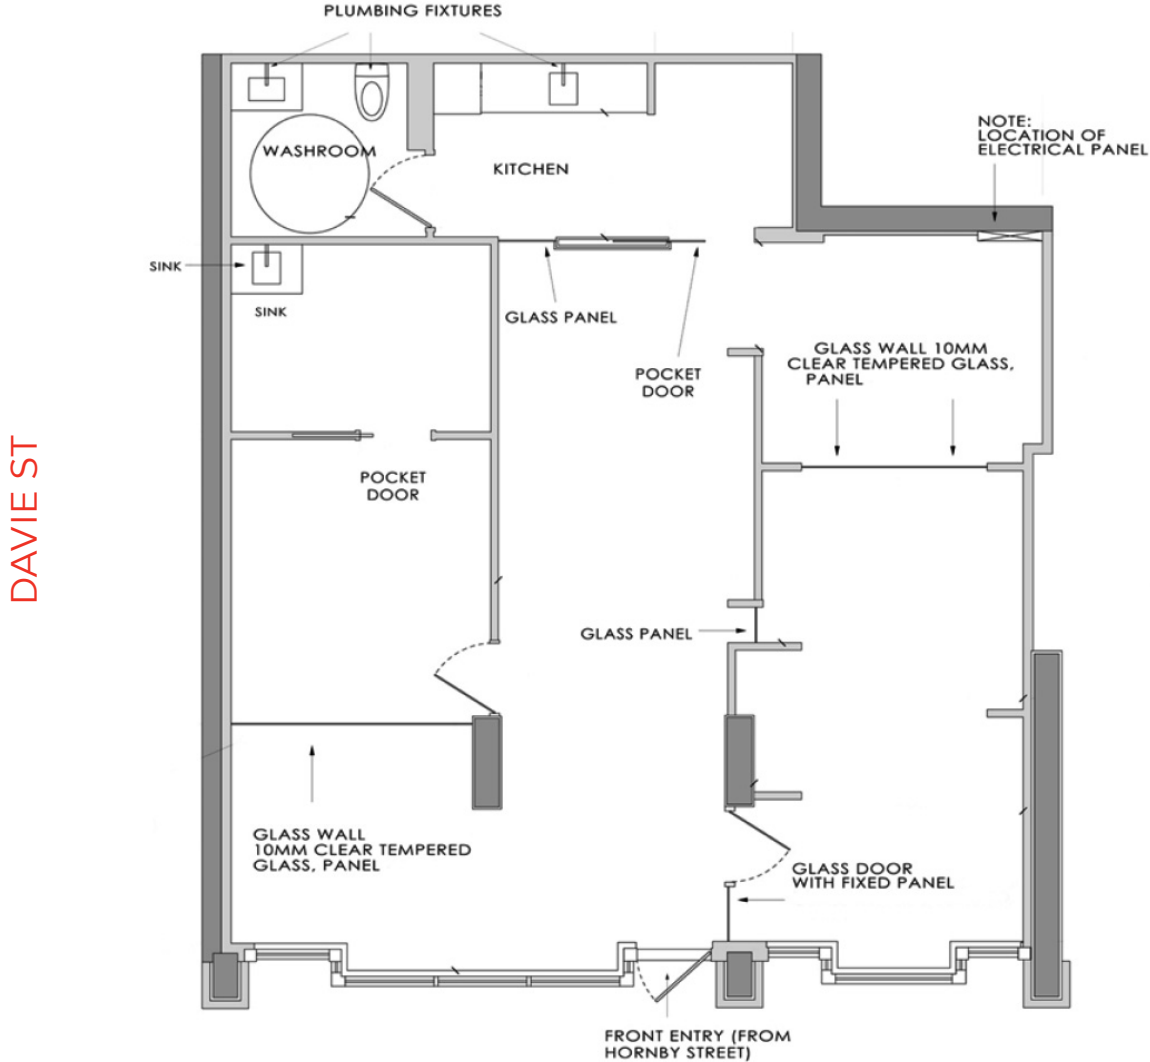 PLUMBING FIXTURES
NOTE:
LOCATION OF
ELECTRICAL PANEL
WASHROOM
KITCHEN
SINK
SINK
GLASS PANEL
POCKET
DOOR
GLASS WALL 10MM
CLEAR TEMPERED GLASS,
PANEL
DAVIE ST
POCKET
DOOR
GLASS PANEL
GLASS WALL
10MM CLEAR TEMPERED
GLASS, PANEL
GLASS DOOR
WITH FIXED PANEL
FRONT ENTRY (FROM
HORNBY STREET)